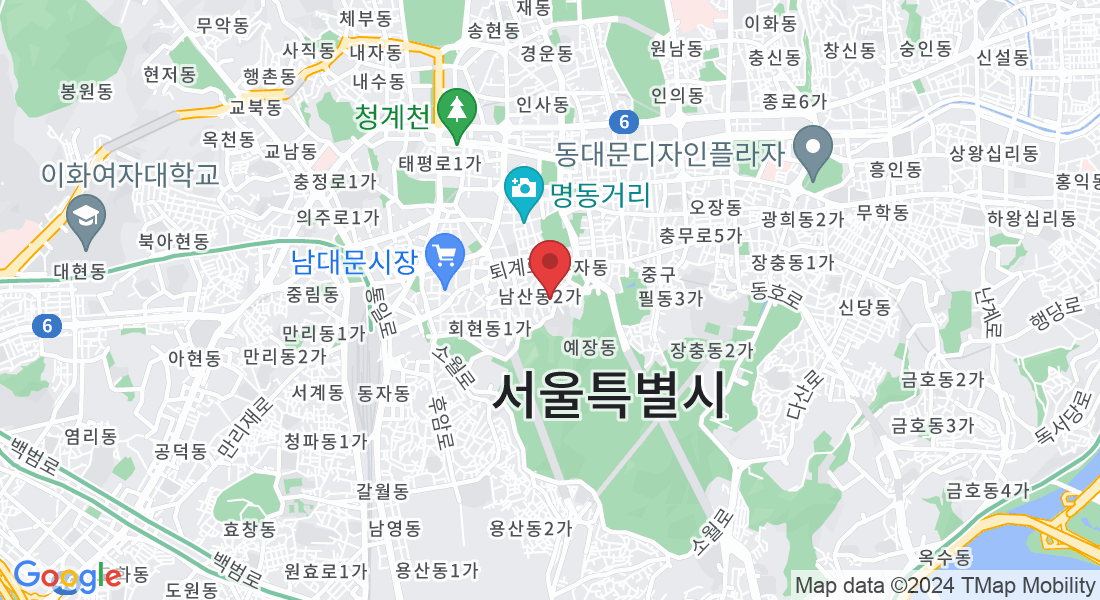 체부동
재동
이화동
무악동
송현동
사직동
내자동
경운동
원남동
충신동
창신동
숭인동
신설동
현저동
행촌동
내수동
봉원동
교북동
인사동
인의동
종로6가
청계천
6
옥천동
교남동
태평로1가
동대문디자인플라자
상왕십리동
이화여자대학교
충정로1가
흥인동
홍익동
명동거리
의주로1가
오장동
광희동2가
무학동
하왕십리동
북아현동
충무로5가
대현동
남대문시장
퇴계로
자동
중구
장충동1가
중림동
통일로
남산동2가
필동3가
동호로
신당동
난계로
행당로
6
만리동1가
회현동1가
아현동
만리동2가
소월로
예장동
장충동2가
서계동
동자동
서울특별시
다산로
금호동2가
만리재로
후암로
독서당로
염리동
청파동1가
금호동3가
백범로
공덕동
갈월동
금호동4가
효창동
남영동
용산동2가
소월로
옥수동
백범로
Google
화동
원효로1가
용산동1가
도원동
Map data ©2024 TMap Mobility